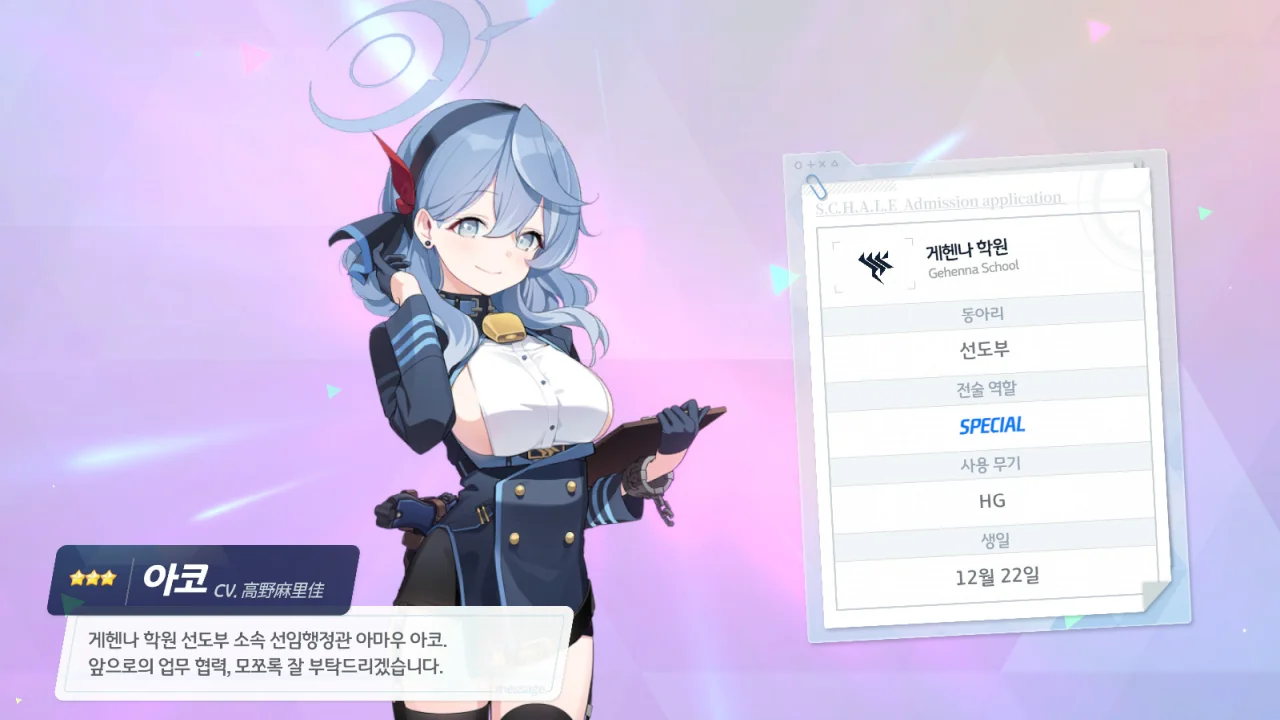 S.C.H.A.L.E Admission application
게헨나 학원
Gehenna School
동아리
선도부
전술 역할
SPECIAL
사용 무기
HG
생일
12월 22일
아코 CV. 高野麻里佳
게헨나 학원 선도부 소속 선임행정관 아마우 아코.
앞으로의 업무 협력, 모쪼록 잘 부탁드리겠습니다.
message